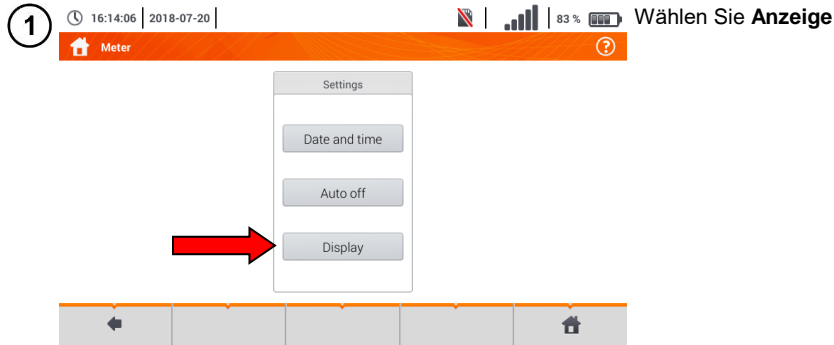 1
16:14:06 2018-07-20 83 %
Wählen Sie Anzeige
Meter ?
Settings
Date and time
Auto off
Display